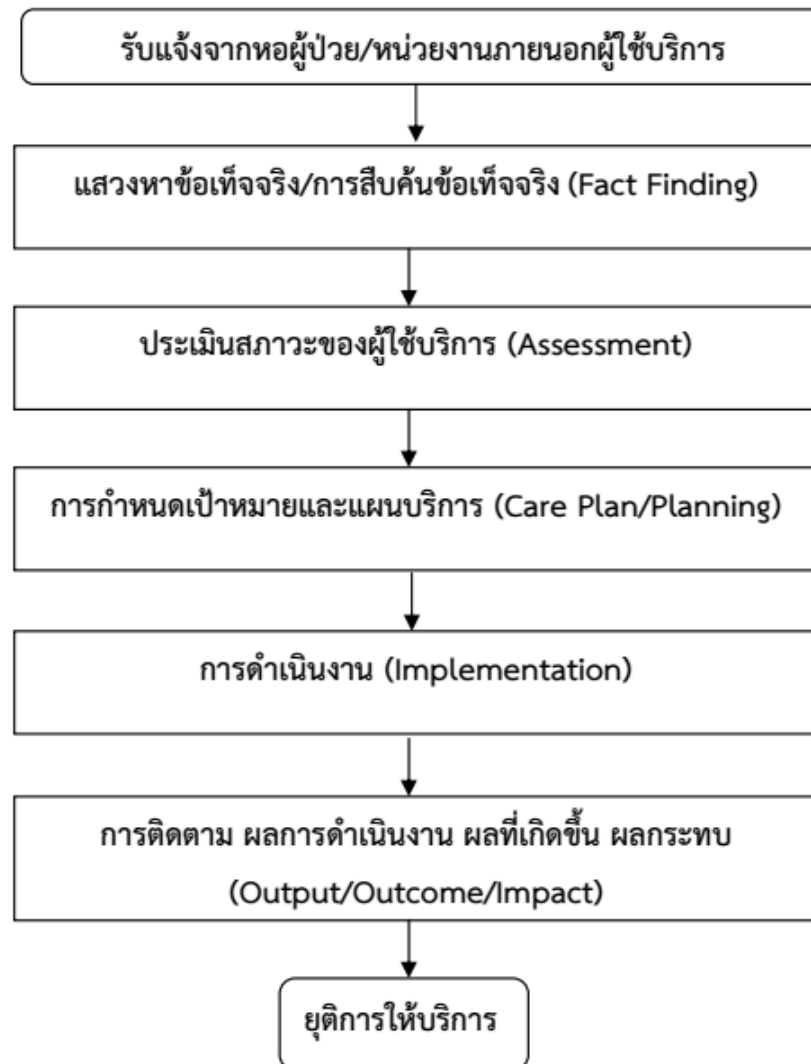 รับแจ้งจากหอผู้ป่วย/หน่วยงานภายนอกผู้ใช้บริการ
แสวงหาข้อเท็จจริง/การสืบค้นข้อเท็จจริง (Fact Finding)
ประเมินสภาวะของผู้ใช้บริการ (Assessment)
การกำหนดเป้าหมายและแผนบริการ (Care Plan/Planning)
การดำเนินงาน (Implementation)
การติดตาม ผลการดำเนินงาน ผลที่เกิดขึ้น ผลกระทบ
(Output/Outcome/Impact)
ยุติการให้บริการ